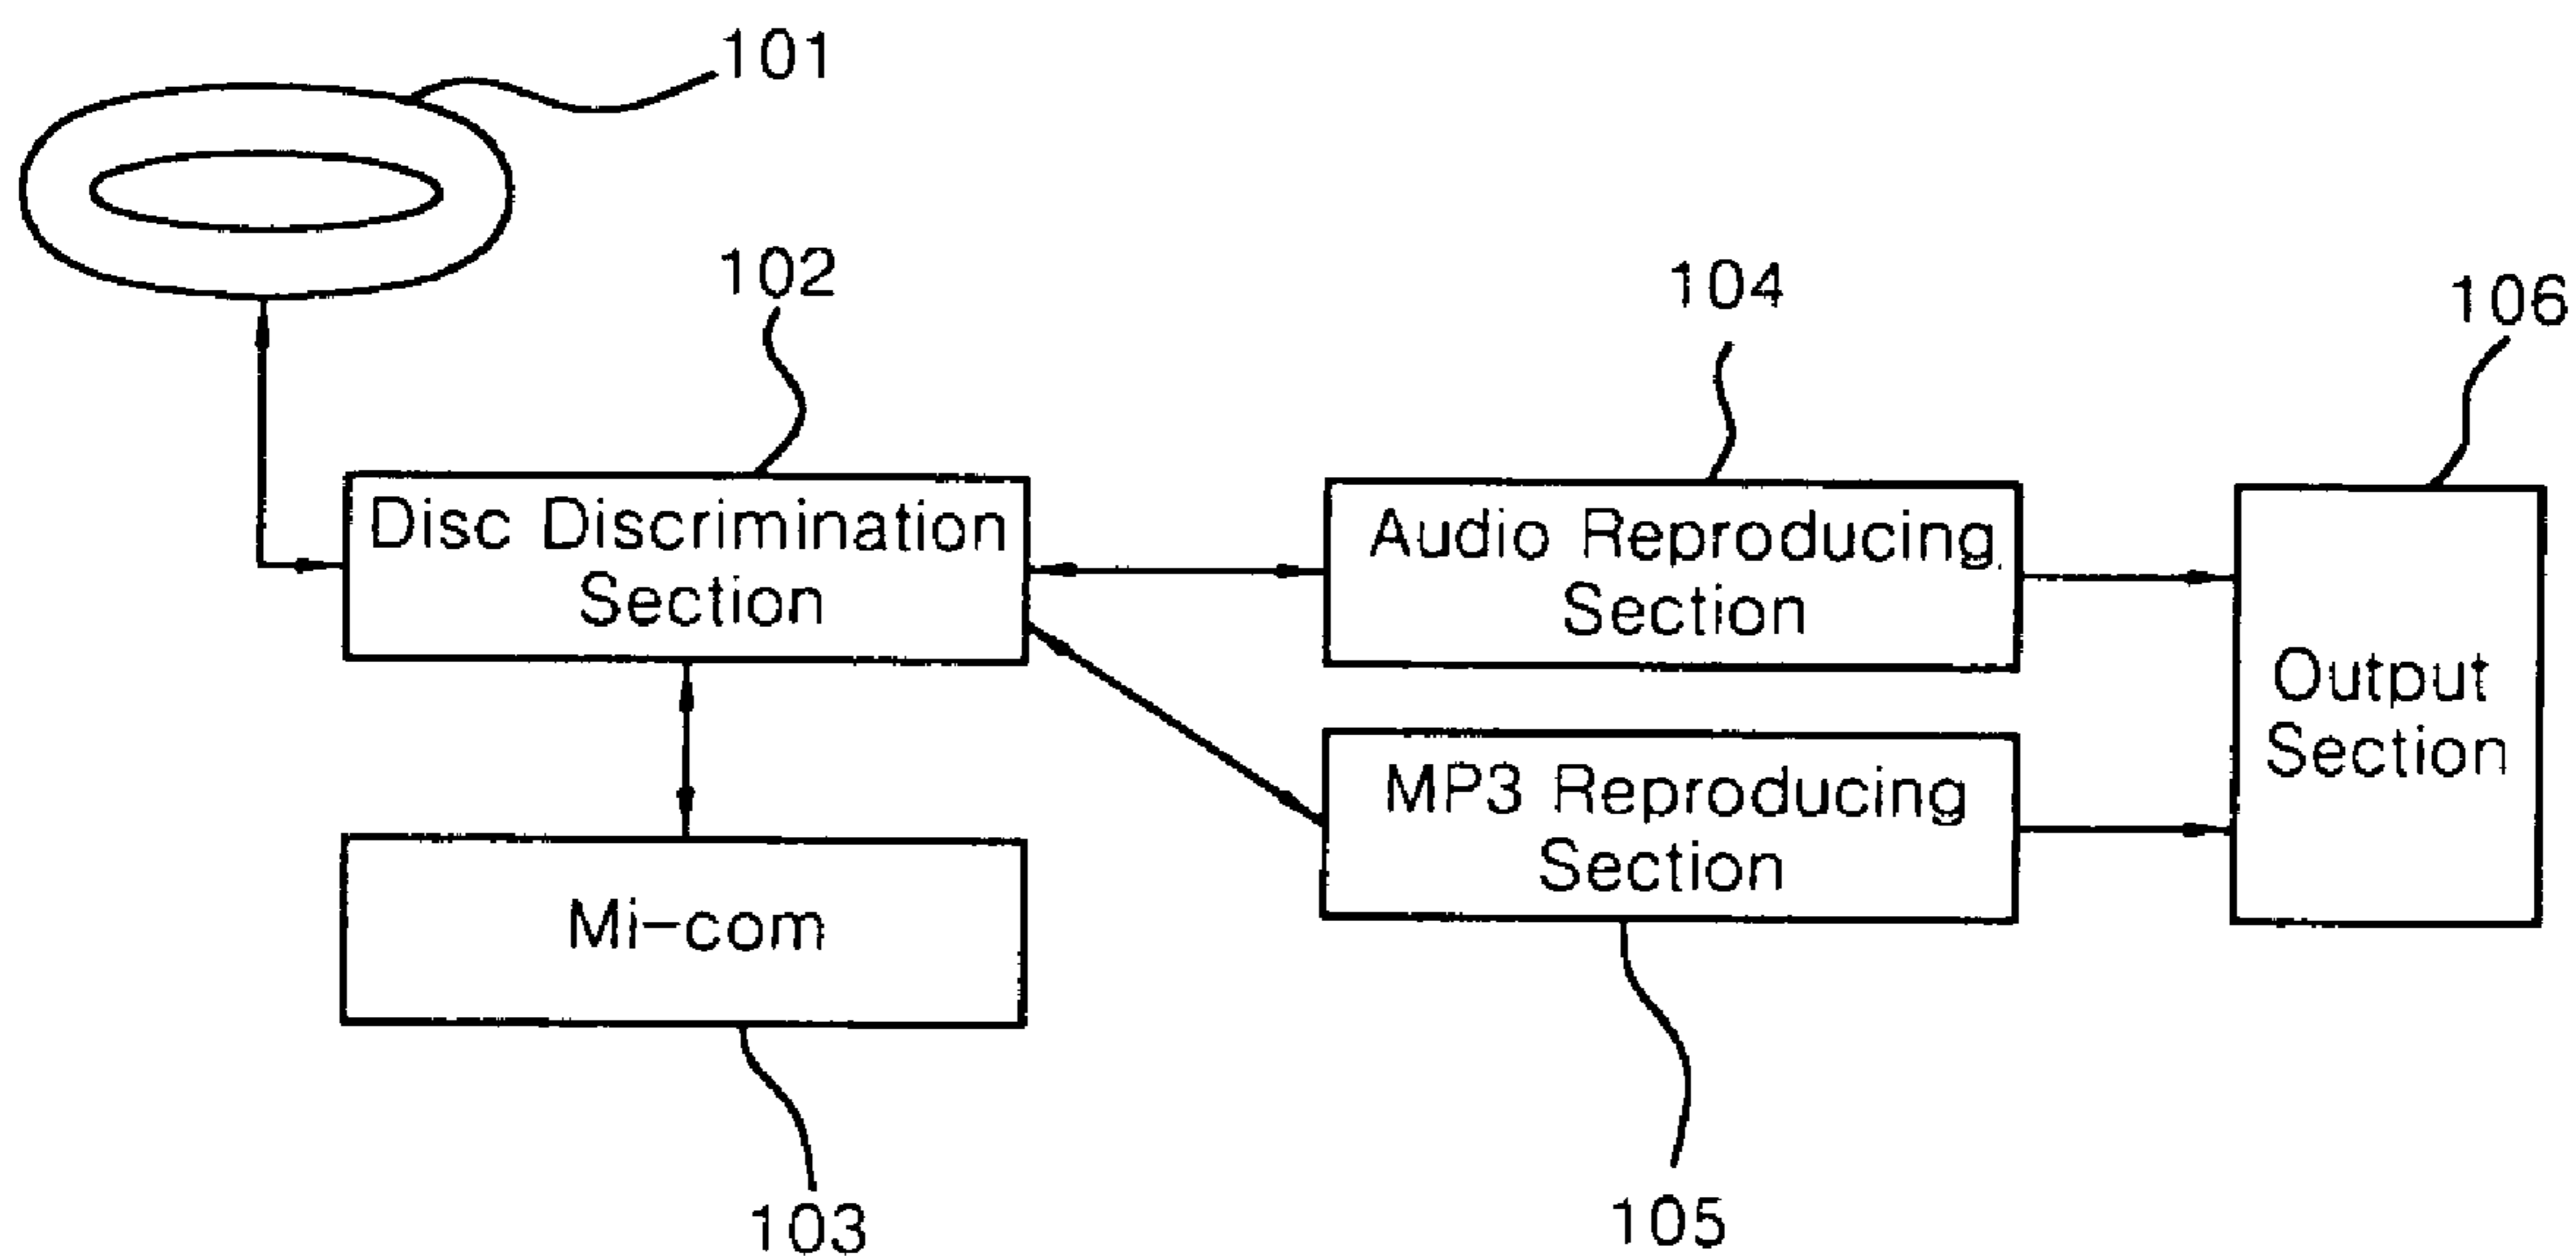 101
102
104
106
Disc Discrimination
Section
Audio Reproducing
Section
Output
Section
MP3 Reproducing
Section
Mi-com
103
105